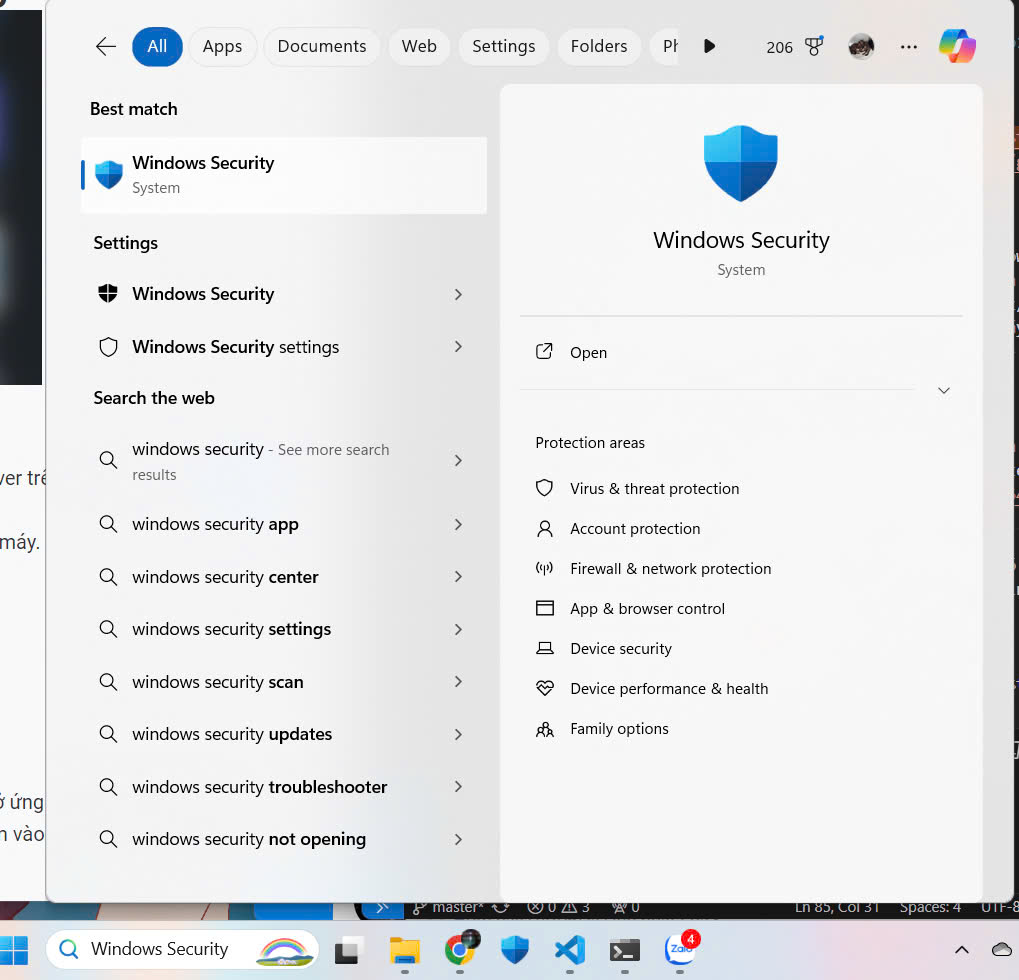 All Apps Documents Web Settings Folders 206
Best match
Windows Security
System
Settings
Windows Security
Windows Security settings
Search the web
windows security - See more search
results
windows security app
windows security center
windows security settings
windows security scan
windows security updates
windows security troubleshooter
windows security not opening
Windows Security
System
Open
Protection areas
Virus & threat protection
Account protection
Firewall & network protection
App & browser control
Device security
Device performance & health
Family options
máy.
ứng
vào
master* 0 3 0 Ln 85, Col 31 Spaces: 4 UTF-8
Windows Security Zalo 4